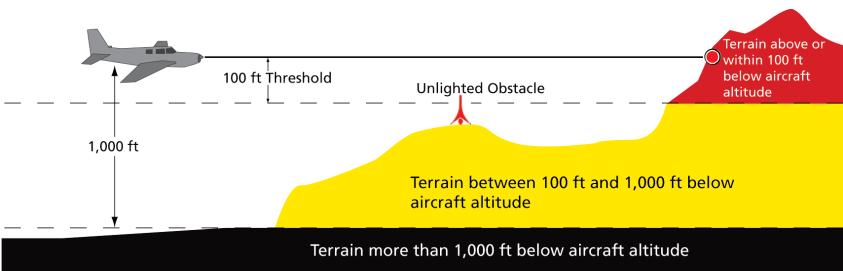 100 ft Threshold
Unlighted Obstacle
Terrain above or
within 100 ft
below aircraft
altitude
1,000 ft
Terrain between 100 ft and 1,000 ft below
aircraft altitude
Terrain more than 1,000 ft below aircraft altitude